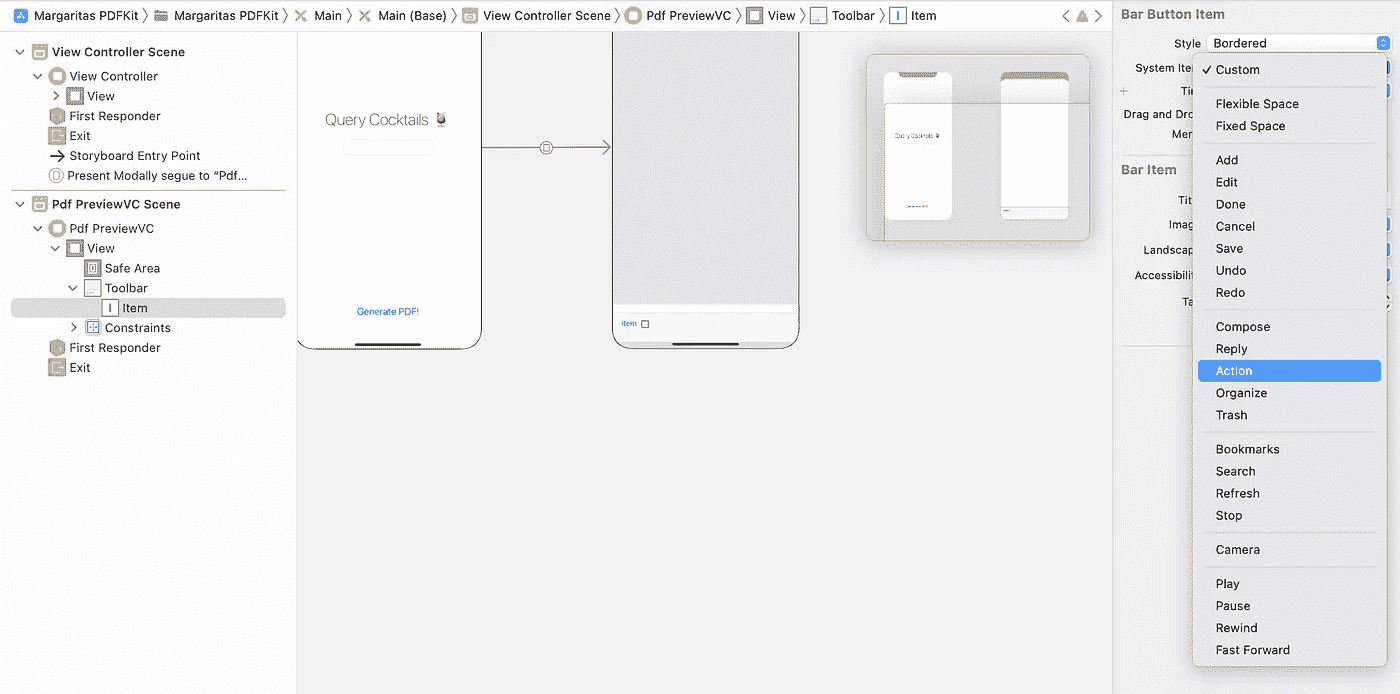 Margaritas PDFKit Margaritas PDFKit Main Main (Base) View Controller Scene Pdf PreviewVC View Toolbar Item
View Controller Scene
View Controller
View
First Responder
Exit
Storyboard Entry Point
Present Modally segue to “Pdf...
Pdf PreviewVC Scene
Pdf PreviewVC
View
Safe Area
Toolbar
Item
Constraints
First Responder
Exit
Query Cocktails
Generate PDF!
Item
Query Cocktails
Bar Button Item
Style Bordered
System Ite
Ti
Drag and Dro
Mer
Bar Item
Tit
Imag
Landscap
Accessibilit
Ta
Custom
Flexible Space
Fixed Space
Add
Edit
Done
Cancel
Save
Undo
Redo
Compose
Reply
Action
Organize
Trash
Bookmarks
Search
Refresh
Stop
Camera
Play
Pause
Rewind
Fast Forward